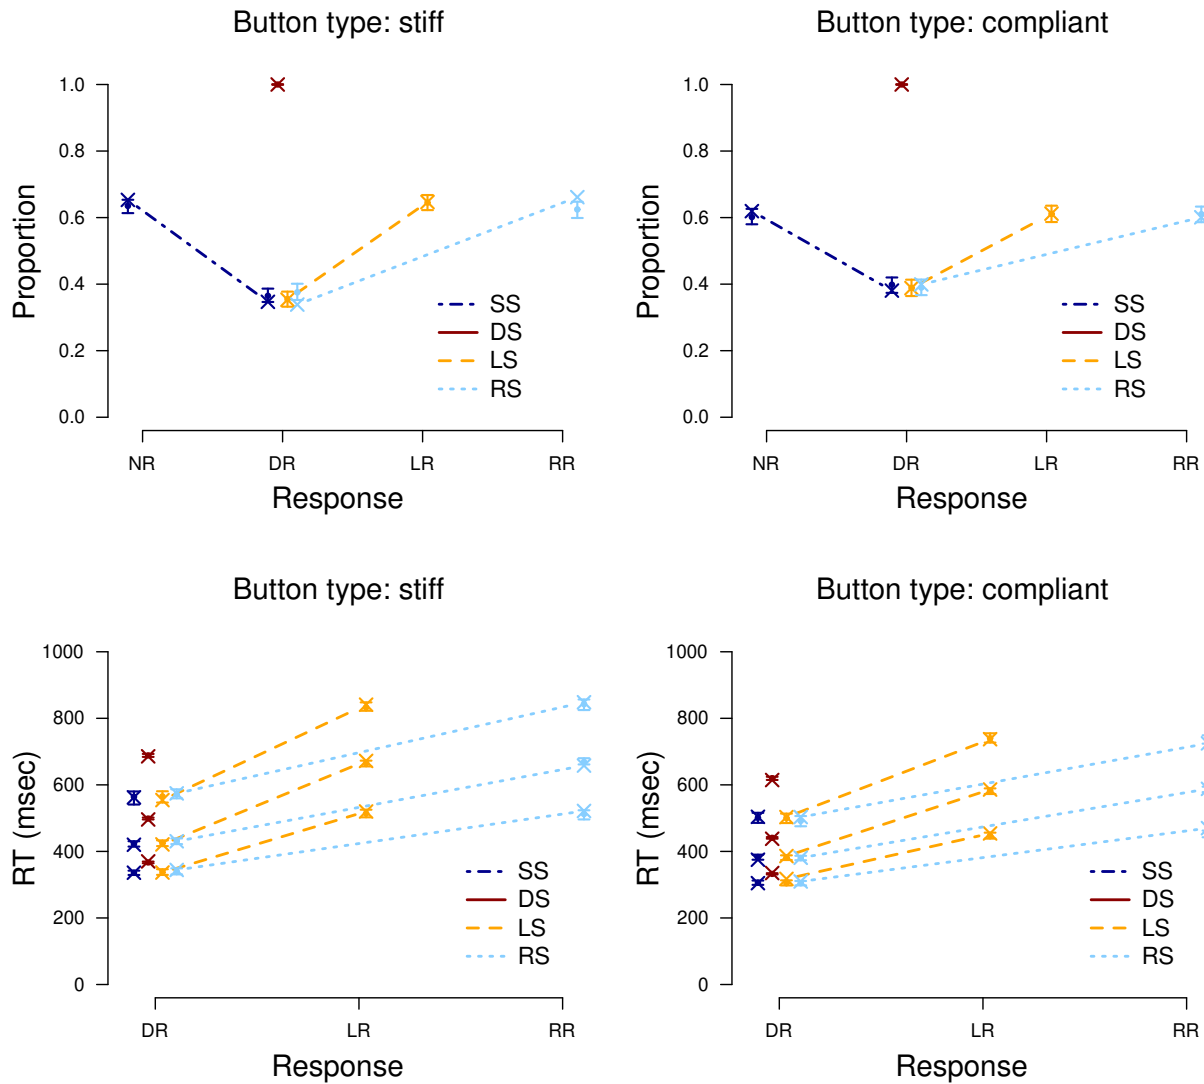 Button type: stiff
Proportion
1.0
0.8
0.6
0.4
0.2
0.0
SS
DS
LS
RS
NR DR LR RR
Response
Button type: compliant
Proportion
1.0
0.8
0.6
0.4
0.2
0.0
SS
DS
LS
RS
NR DR LR RR
Response
Button type: stiff
RT (msec)
1000
800
600
400
200
0
SS
DS
LS
RS
DR LR RR
Response
Button type: compliant
RT (msec)
1000
800
600
400
200
0
SS
DS
LS
RS
DR LR RR
Response